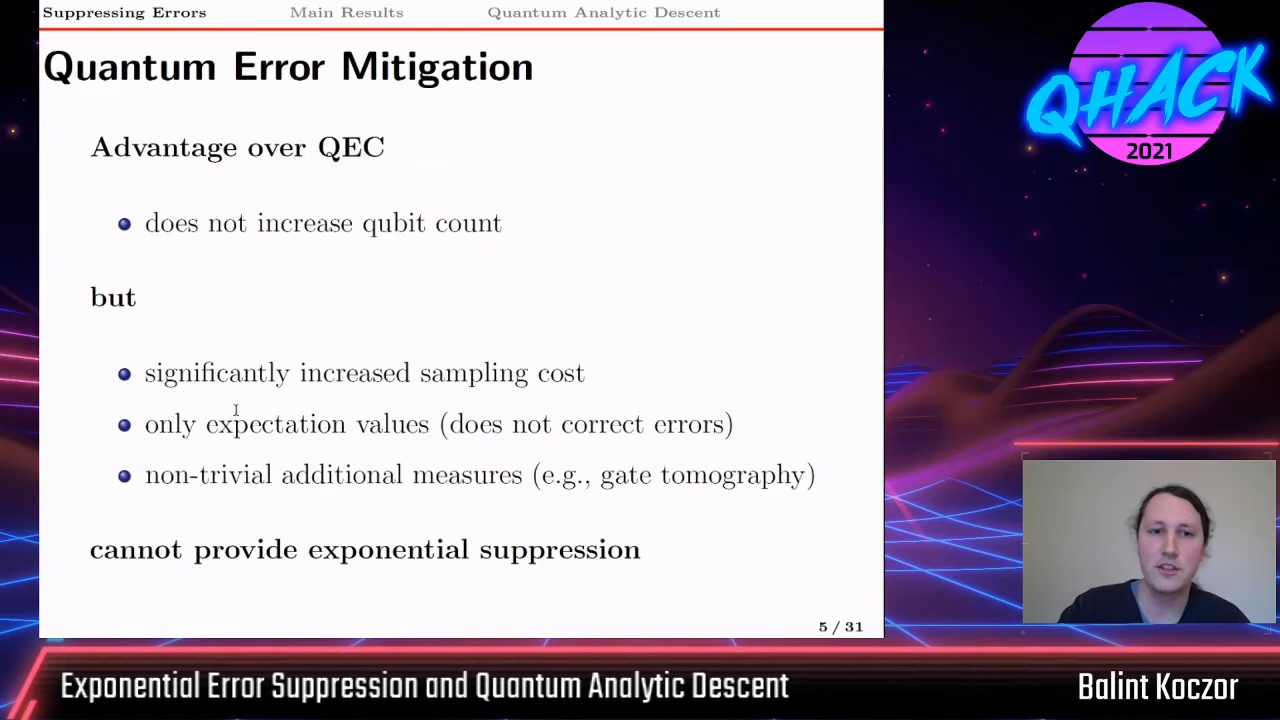 Suppressing Errors Main Results Quantum Analytic Descent
Quantum Error Mitigation
Advantage over QEC
does not increase qubit count
but
significantly increased sampling cost
only expectation values (does not correct errors)
non-trivial additional measures (e.g., gate tomography)
cannot provide exponential suppression
5 / 31
QHACK
2021
Exponential Error Suppression and Quantum Analytic Descent
Balint Koczor